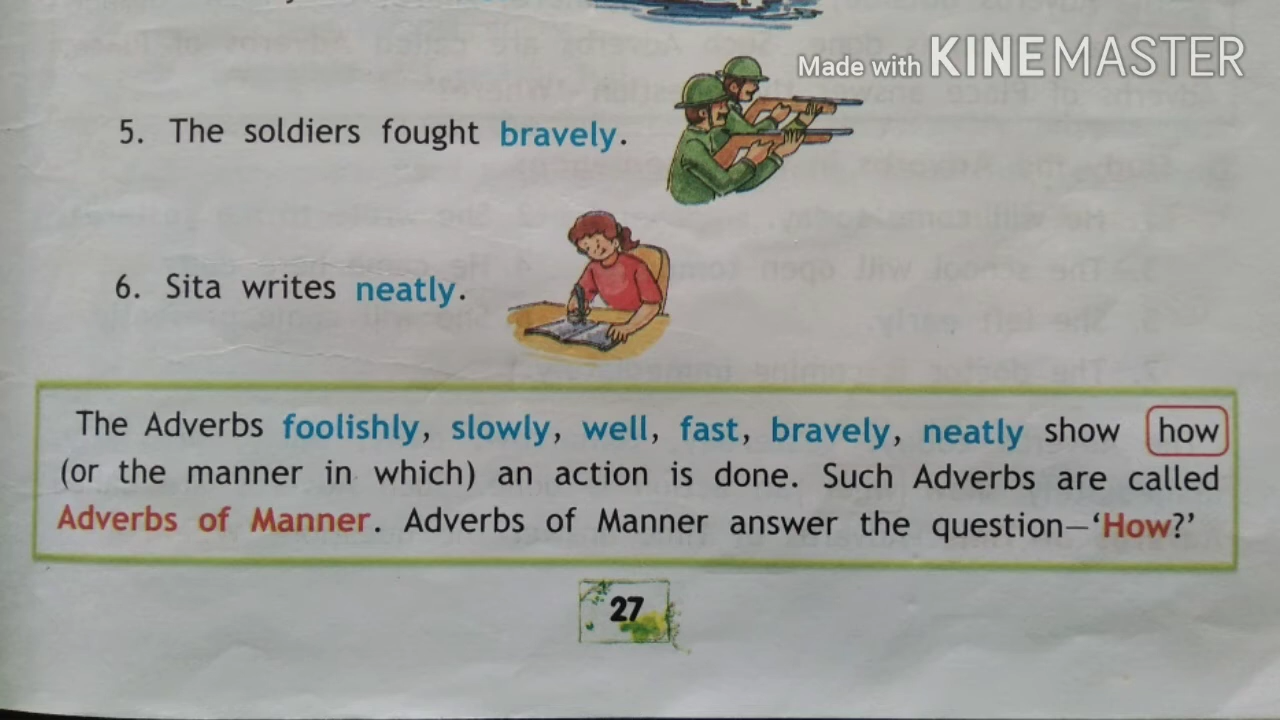 Made with KINEMASTER
5. The soldiers fought bravely.
6. Sita writes neatly.
The Adverbs foolishly, slowly, well, fast, bravely, neatly show how
(or the manner in which) an action is done. Such Adverbs are called
Adverbs of Manner. Adverbs of Manner answer the question—‘How?’
27